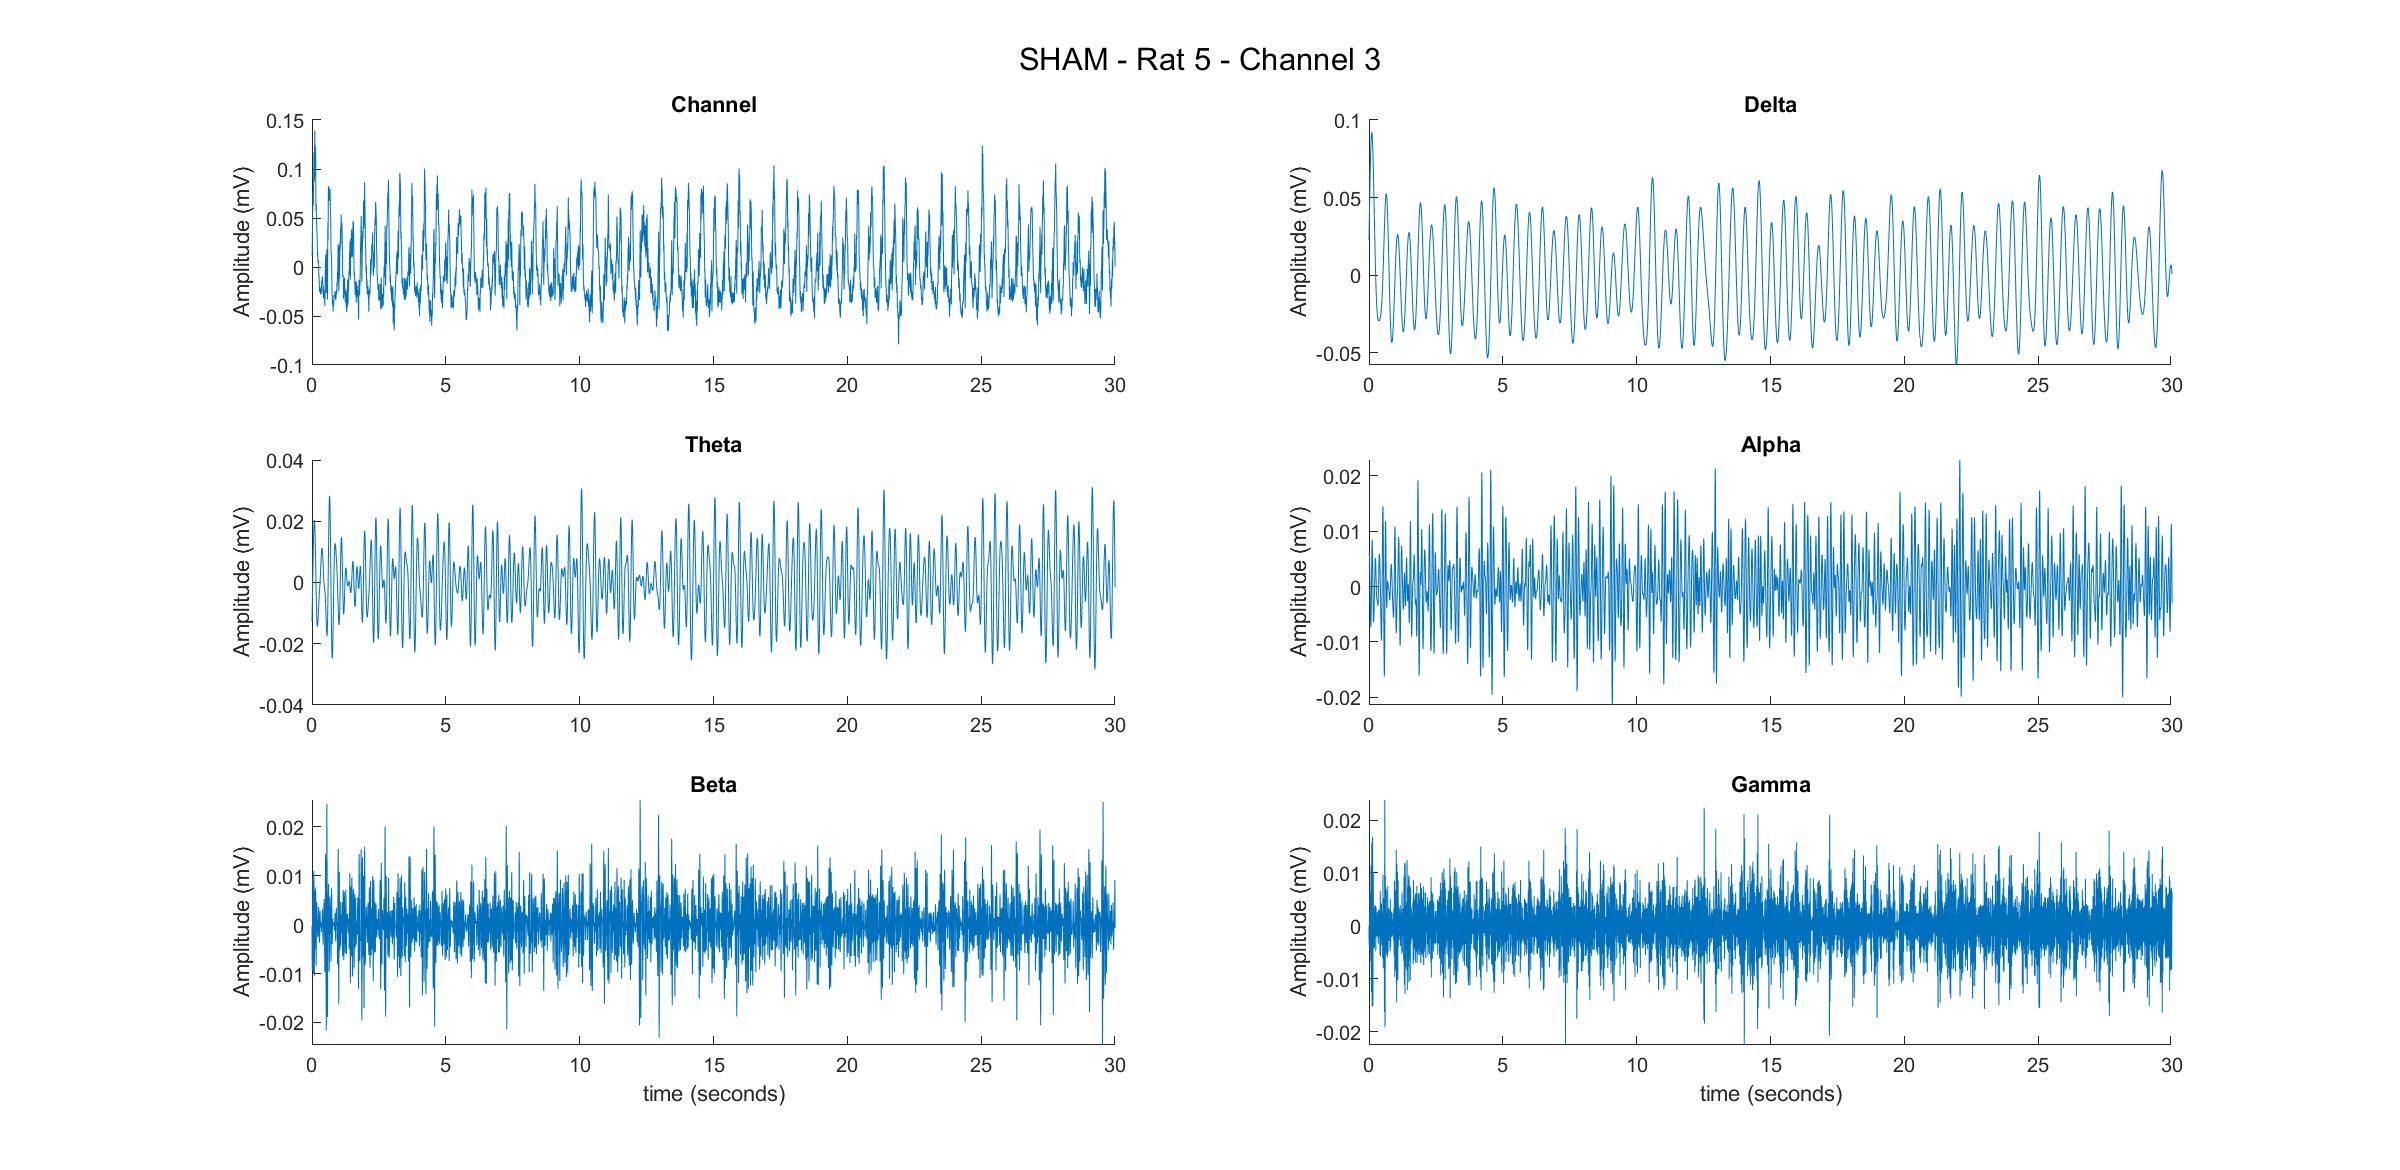 SHAM - Rat 5 - Channel 3
Channel
Amplitude (mV)
0.15
0.1
0.05
0
-0.05
-0.1
0 5 10 15 20 25 30
Delta
Amplitude (mV)
0.1
0.05
0
-0.05
0 5 10 15 20 25 30
Theta
Amplitude (mV)
0.04
0.02
0
-0.02
-0.04
0 5 10 15 20 25 30
Alpha
Amplitude (mV)
0.02
0.01
0
-0.01
-0.02
0 5 10 15 20 25 30
Beta
Amplitude (mV)
0.02
0.01
0
-0.01
-0.02
0 5 10 15 20 25 30
time (seconds)
Gamma
Amplitude (mV)
0.02
0.01
0
-0.01
-0.02
0 5 10 15 20 25 30
time (seconds)